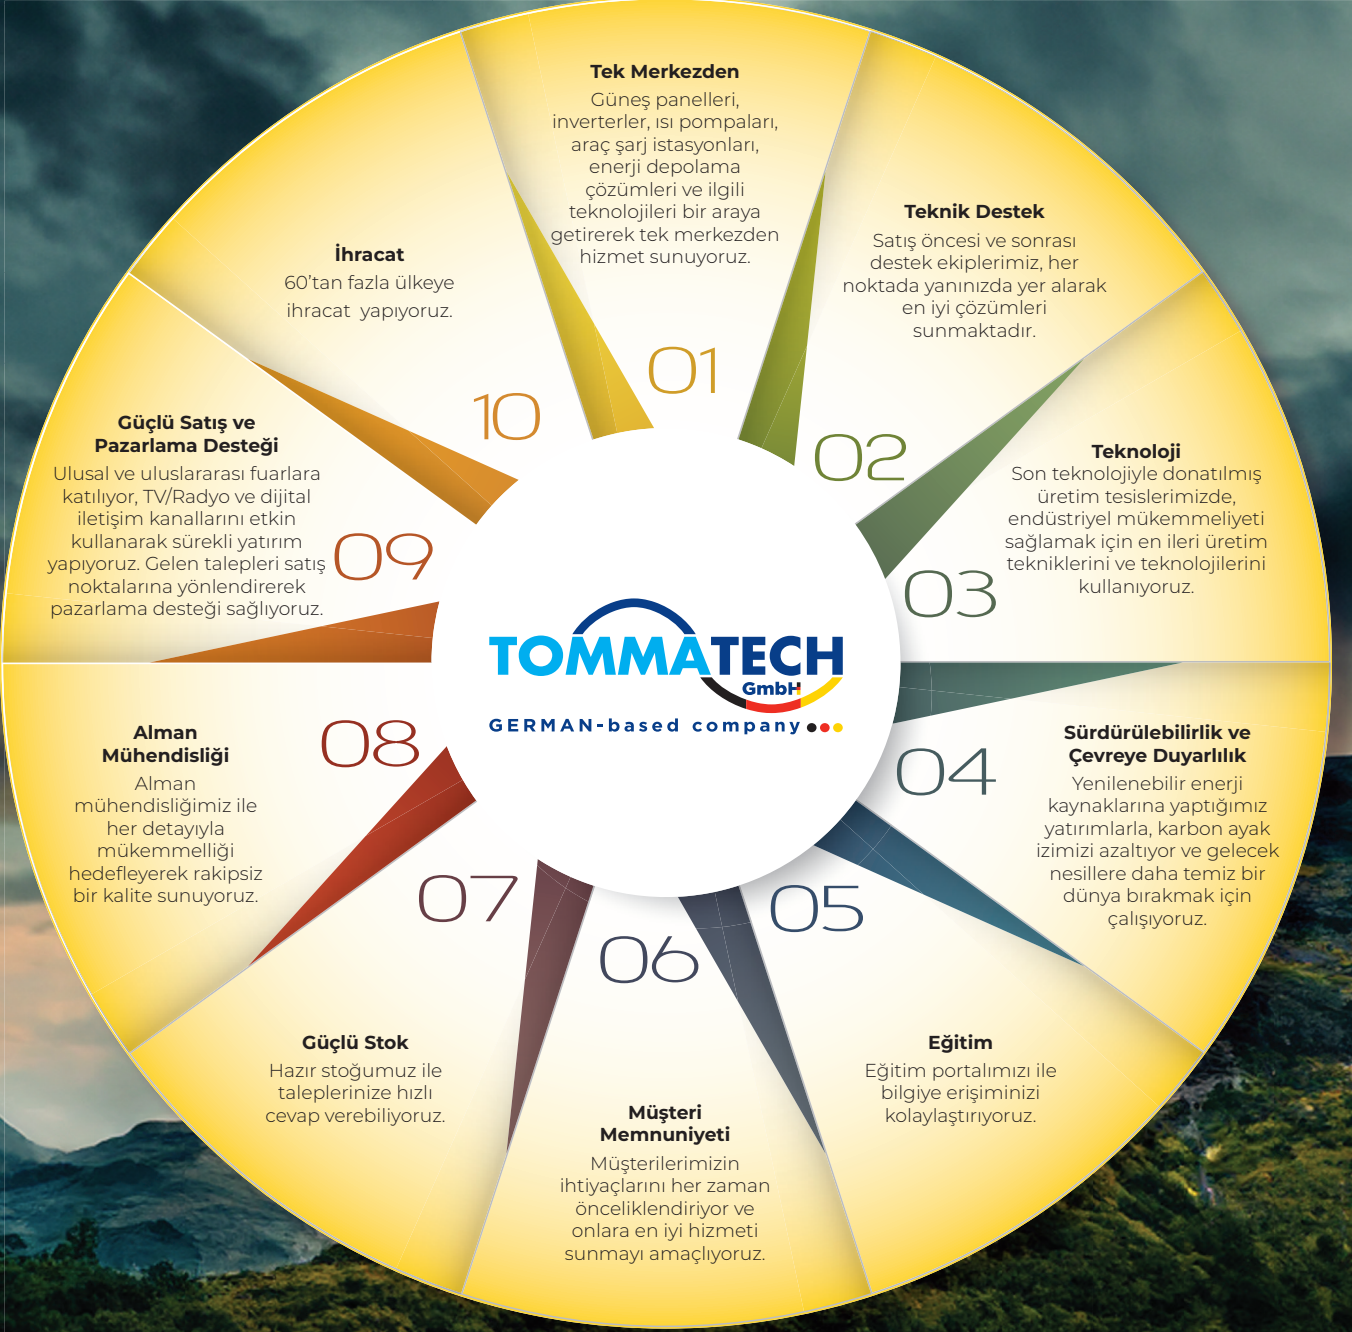 Tek Merkezden
Güneş panelleri,
inverterler, ısı pompaları,
araç şarj istasyonları,
enerji depolama
çözümleri ve ilgili
teknolojileri bir araya
getirerek tek merkezden
hizmet sunuyoruz.
01
Teknik Destek
Satış öncesi ve sonrası
destek ekiplerimiz, her
noktada yanınızda yer alarak
en iyi çözümleri
sunmaktadır.
02
Teknoloji
Son teknolojiyle donatılmış
üretim tesislerimizde,
endüstriyel mükemmeliyeti
sağlamak için en ileri üretim
tekniklerini ve teknolojilerini
kullanıyoruz.
03
Sürdürülebilirlik ve
Çevreye Duyarlılık
Yenilenebilir enerji
kaynaklarına yaptığımız
yatırımlarla, karbon ayak
izimizi azaltıyor ve gelecek
nesillere daha temiz bir
dünya bırakmak için
çalışıyoruz.
04
Eğitim
Eğitim portalımızı ile
bilgiye erişiminizi
kolaylaştırıyoruz.
05
Müşteri
Memnuniyeti
Müşterilerimizin
ihtiyaçlarını her zaman
önceliklendiriyor ve
onlara en iyi hizmeti
sunmayı amaçlıyoruz.
06
Güçlü Stok
Hazır stoğumuz ile
taleplerinize hızlı
cevap verebiliyoruz.
07
Alman
Mühendisliği
Alman
mühendisliğimiz ile
her detayıyla
mükemmelliği
hedefleyerek rakipsiz
bir kalite sunuyoruz.
08
Güçlü Satış ve
Pazarlama Desteği
Ulusal ve uluslararası fuarlara
katılıyor, TV/Radyo ve dijital
iletişim kanallarını etkin
kullanarak sürekli yatırım
yapıyoruz. Gelen talepleri satış
noktalarına yönlendirerek
pazarlama desteği sağlıyoruz.
09
İhracat
60’tan fazla ülkeye
ihracat yapıyoruz.
10
TOMMATECH
GmbH
GERMAN-based company